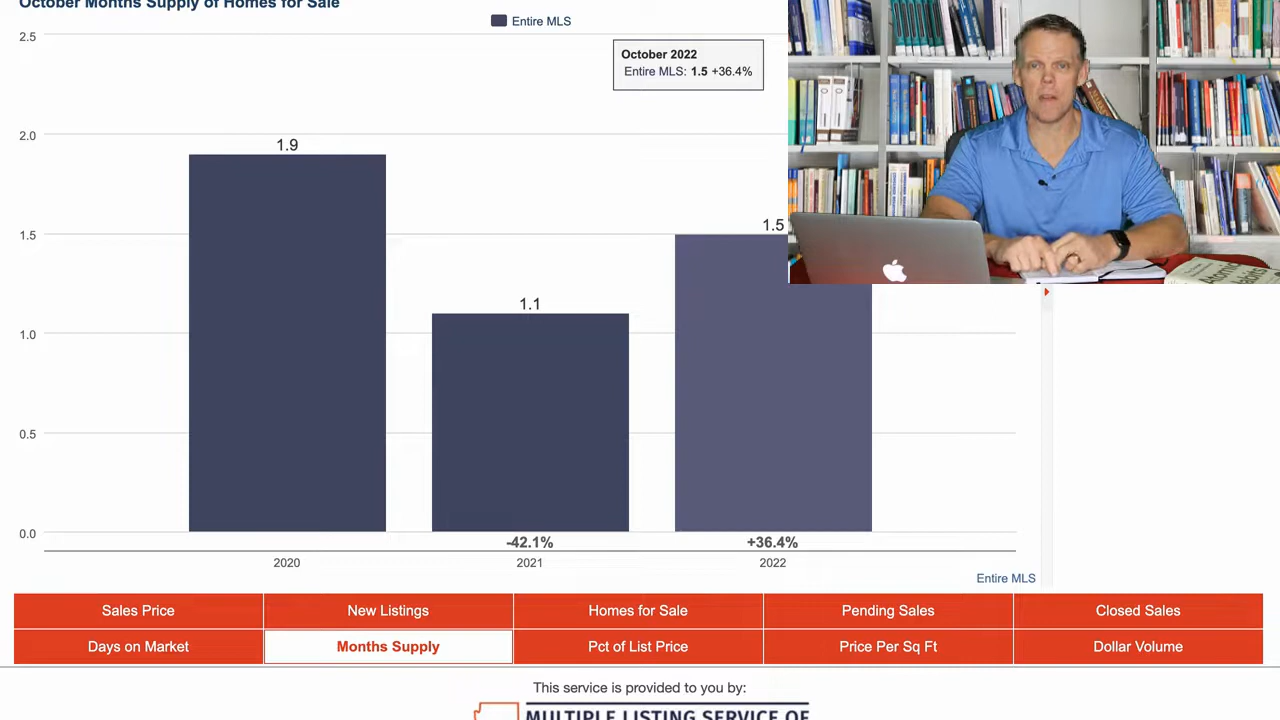 October Months Supply of Homes for Sale
Entire MLS
October 2022
Entire MLS: 1.5 +36.4%
2.5
2.0
1.5
1.0
0.5
0.0
1.9
1.1
1.5
-42.1%
+36.4%
2020
2021
2022
Entire MLS
Sales Price
New Listings
Homes for Sale
Pending Sales
Closed Sales
Days on Market
Months Supply
Pct of List Price
Price Per Sq Ft
Dollar Volume
This service is provided to you by:
MULTIPLE LISTING SERVICE OF
Atomic
Habits